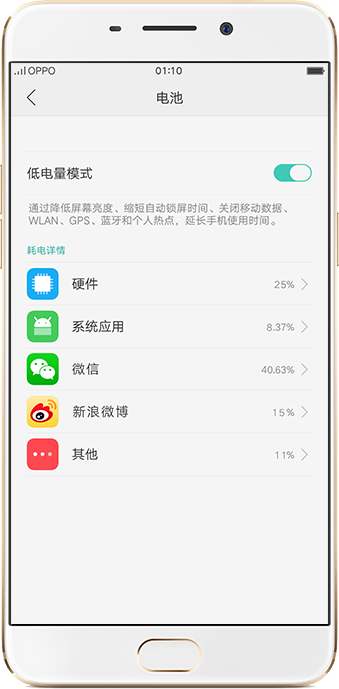 OPPO 01:10
电池
低电量模式
通过降低屏幕亮度、缩短自动锁屏时间、关闭移动数据、
WLAN、GPS、蓝牙和个人热点，延长手机使用时间。
耗电详情
硬件 25%
系统应用 8.37%
微信 40.63%
新浪微博 15%
其他 11%